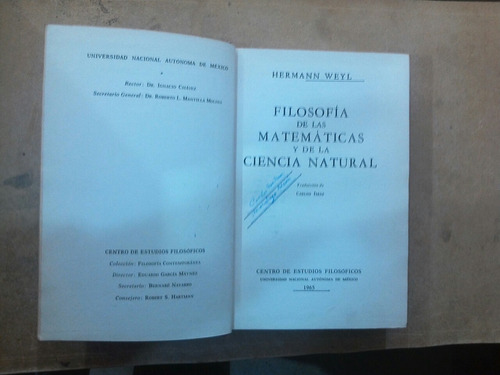 UNIVERSIDAD NACIONAL AUTÓNOMA DE MÉXICO
Rector: DR. IGNACIO CHÁVEZ
Secretario General: DR. ROBERTO L. MANTILLA MOLINA
CENTRO DE ESTUDIOS FILOSÓFICOS
Colección: FILOSOFÍA CONTEMPORÁNEA
Director: EDUARDO GARCÍA MÁYNEZ
Secretario: BERNABÉ NAVARRO
Consejero: ROBERT S. HARTMAN
HERMANN WEYL
FILOSOFÍA
DE LAS
MATEMÁTICAS
Y DE LA
CIENCIA NATURAL
Traducción de
CARLOS IMAZ
CENTRO DE ESTUDIOS FILOSÓFICOS
UNIVERSIDAD NACIONAL AUTÓNOMA DE MÉXICO
1965